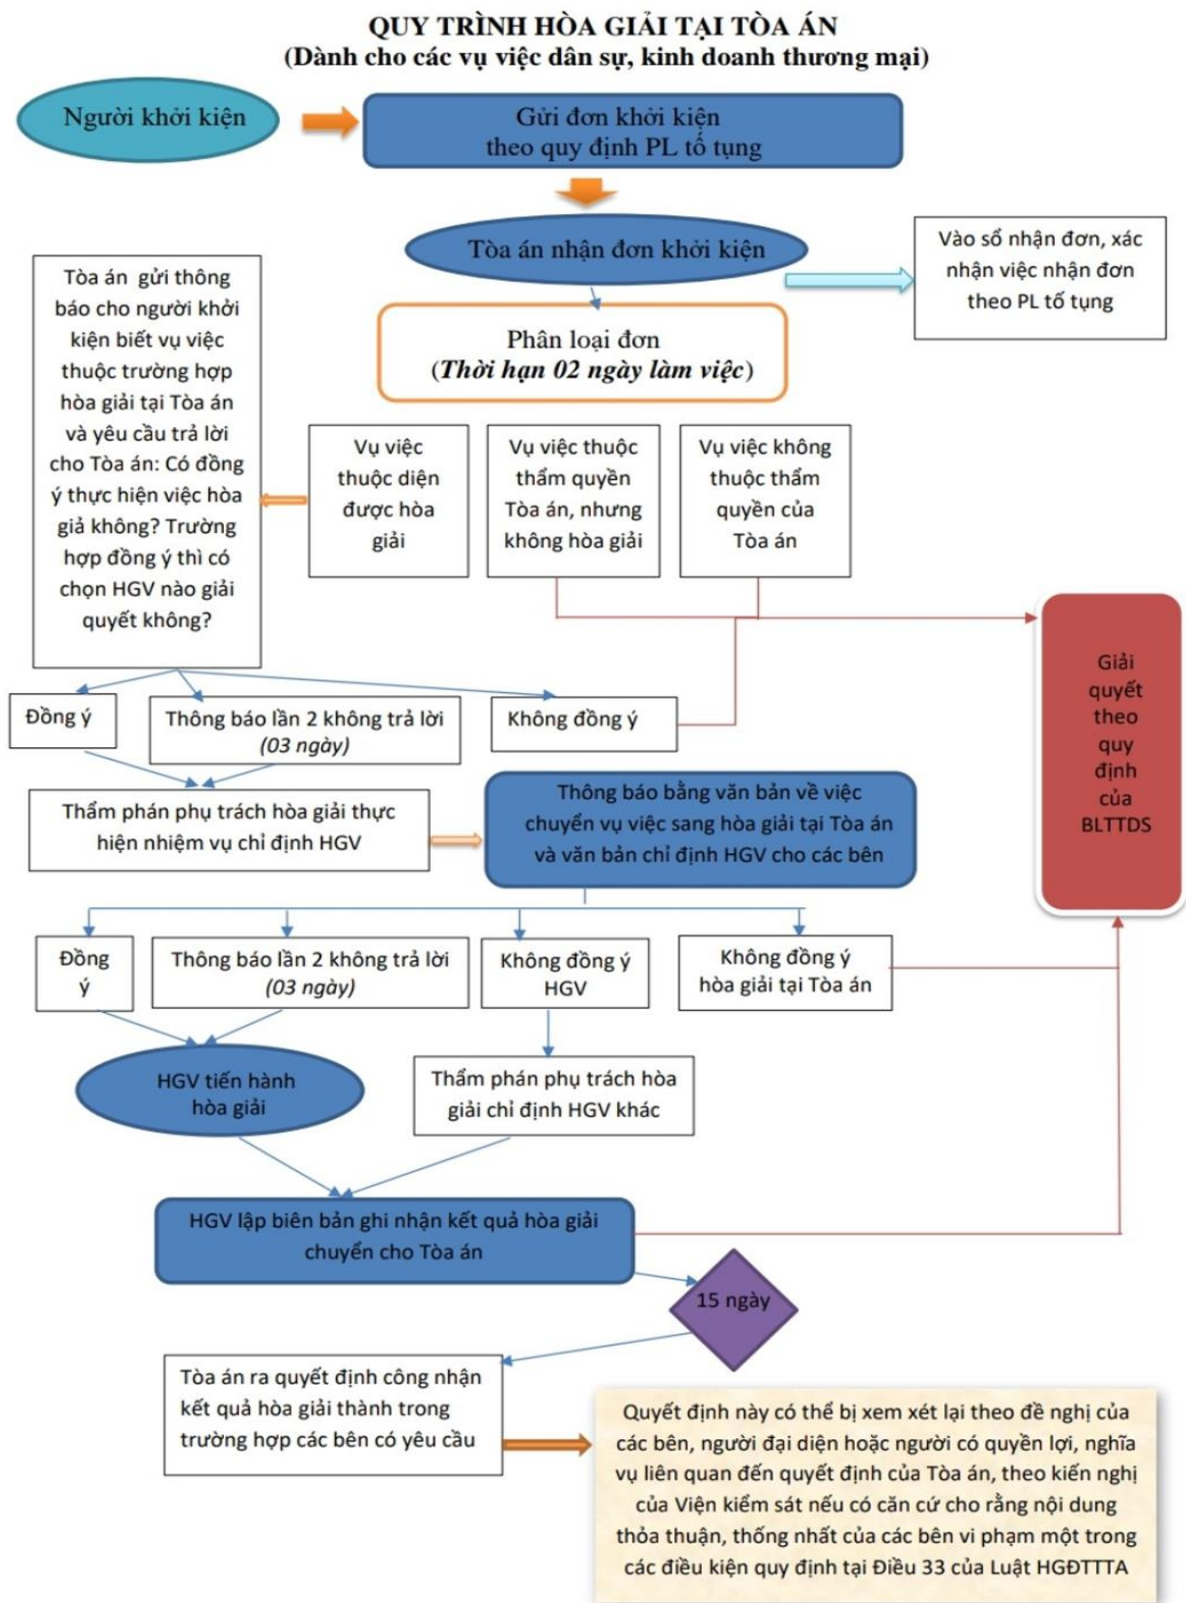 QUY TRÌNH HÒA GIẢI TẠI TÒA ÁN
(Dành cho các vụ việc dân sự, kinh doanh thương mại)
Người khởi kiện
Gửi đơn khởi kiện
theo quy định PL tố tụng
Tòa án nhận đơn khởi kiện
Vào sổ nhận đơn, xác
nhận việc nhận đơn
theo PL tố tụng
Phân loại đơn
(Thời hạn 02 ngày làm việc)
Tòa án gửi thông
báo cho người khởi
kiện biết vụ việc
thuộc trường hợp
hòa giải tại Tòa án
và yêu cầu trả lời
cho Tòa án: Có đồng
ý thực hiện việc hòa
giả không? Trường
hợp đồng ý thì có
chọn HGV nào giải
quyết không?
Vụ việc
thuộc diện
được hòa
giải
Vụ việc thuộc
thẩm quyền
Tòa án, nhưng
không hòa giải
Vụ việc không
thuộc thẩm
quyền của
Tòa án
Giải
quyết
theo
quy
định
của
BLTTDS
Đồng ý
Thông báo lần 2 không trả lời
(03 ngày)
Không đồng ý
Thẩm phán phụ trách hòa giải thực
hiện nhiệm vụ chỉ định HGV
Thông báo bằng văn bản về việc
chuyển vụ việc sang hòa giải tại Tòa án
và văn bản chỉ định HGV cho các bên
Đồng
ý
Thông báo lần 2 không trả lời
(03 ngày)
Không đồng ý
HGV
Không đồng ý
hòa giải tại Tòa án
HGV tiến hành
hòa giải
Thẩm phán phụ trách hòa
giải chỉ định HGV khác
HGV lập biên bản ghi nhận kết quả hòa giải
chuyển cho Tòa án
15 ngày
Tòa án ra quyết định công nhận
kết quả hòa giải thành trong
trường hợp các bên có yêu cầu
Quyết định này có thể bị xem xét lại theo đề nghị của
các bên, người đại diện hoặc người có quyền lợi, nghĩa
vụ liên quan đến quyết định của Tòa án, theo kiến nghị
của Viện kiểm sát nếu có căn cứ cho rằng nội dung
thỏa thuận, thống nhất của các bên vi phạm một trong
các điều kiện quy định tại Điều 33 của Luật HGĐTTTA